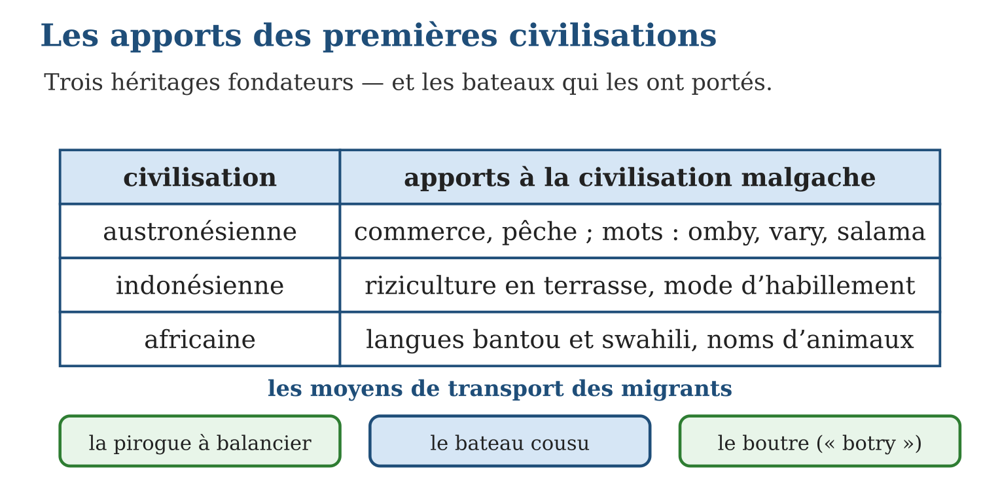 Les apports des premières civilisations
Trois héritages fondateurs — et les bateaux qui les ont portés.
civilisation apports à la civilisation malgache
austronésienne commerce, pêche ; mots : omby, vary, salama
indonésienne riziculture en terrasse, mode d’habillement
africaine langues bantou et swahili, noms d’animaux
les moyens de transport des migrants
la pirogue à balancier le bateau cousu le boutre (« botry »)